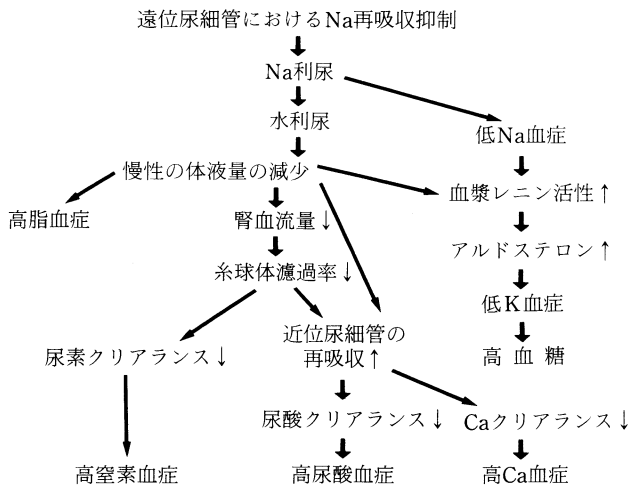 遠位尿細管におけるNa再吸収抑制
Na利尿
水利尿
低Na血症
慢性の体液量の減少
血漿レニン活性↑
高脂血症
腎血流量↓
アルドステロン↑
糸球体濾過率↓
低K血症
近位尿細管の
再吸収↑
尿素クリアランス↓
高血糖
尿酸クリアランス↓
Caクリアランス↓
高窒素血症
高尿酸血症
高Ca血症